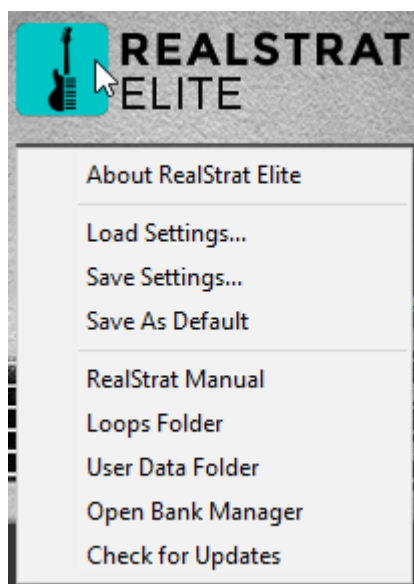 REALSTRAT
ELITE
About RealStrat Elite
Load Settings...
Save Settings...
Save As Default
RealStrat Manual
Loops Folder
User Data Folder
Open Bank Manager
Check for Updates